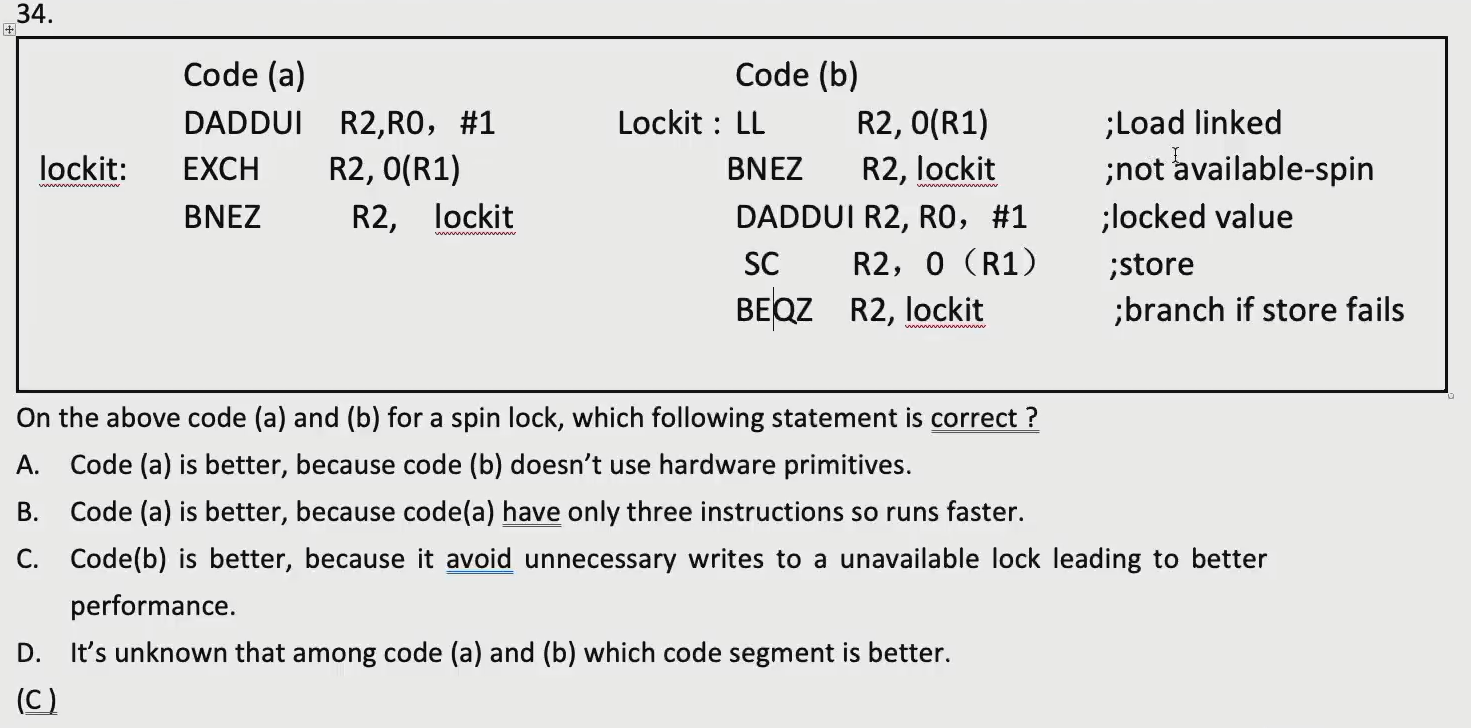 34.
Code (a) Code (b)
DADDUI R2,R0， #1 Lockit : LL R2, 0(R1) ;Load linked
lockit: EXCH R2, 0(R1) BNEZ R2, lockit ;not available-spin
BNEZ R2, lockit DADDUI R2, R0， #1 ;locked value
SC R2， 0（R1） ;store
BEQZ R2, lockit ;branch if store fails
On the above code (a) and (b) for a spin lock, which following statement is correct ?
A. Code (a) is better, because code (b) doesn’t use hardware primitives.
B. Code (a) is better, because code(a) have only three instructions so runs faster.
C. Code(b) is better, because it avoid unnecessary writes to a unavailable lock leading to better
performance.
D. It’s unknown that among code (a) and (b) which code segment is better.
(C )